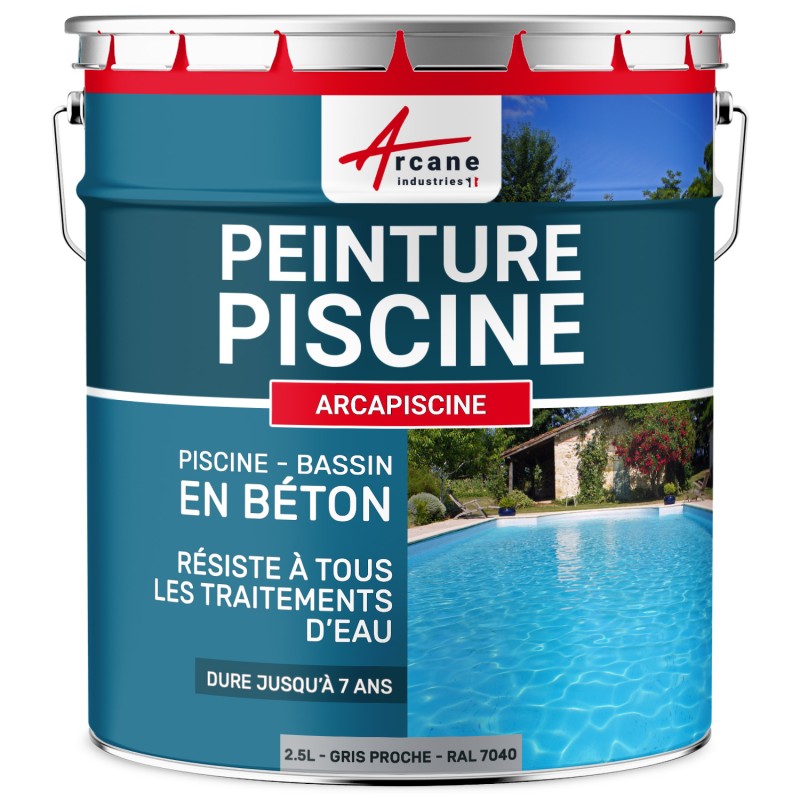 Arcane
industries
PEINTURE
PISCINE
ARCAPISCINE
PISCINE - BASSIN
EN BÉTON
RÉSISTE À TOUS
LES TRAITEMENTS
D'EAU
DURE JUSQU'À 7 ANS
2.5L - GRIS PROCHE - RAL 7040